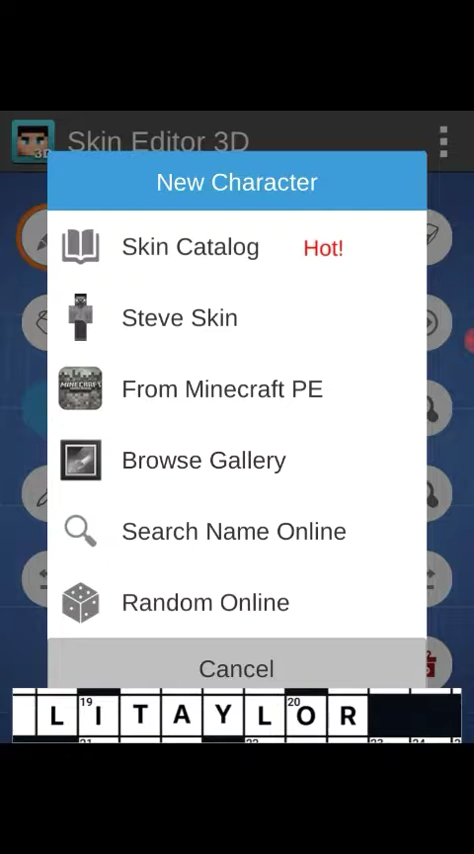 Skin Editor 3D
New Character
Skin Catalog Hot!
Steve Skin
From Minecraft PE
Browse Gallery
Search Name Online
Random Online
Cancel
19 20
L I T A Y L O R